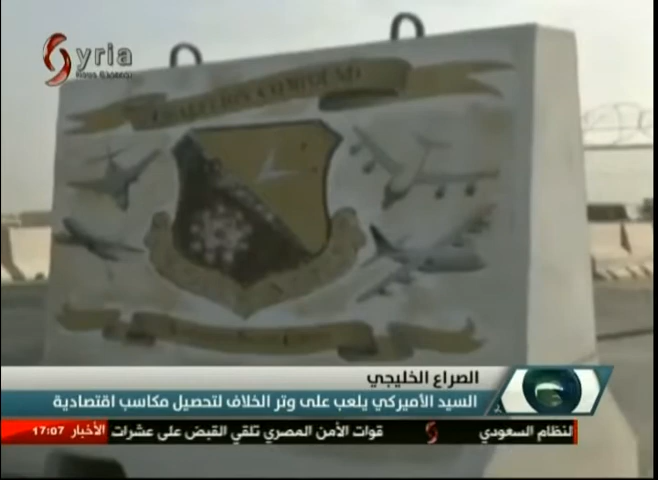 Syria
الصراع الخليجي
السيد الأميركي يلعب على وتر الخلاف لتحصيل مكاسب اقتصادية
النظام السعودي
قوات الأمن المصري تلقي القبض على عشرات
الأخبار 17:07